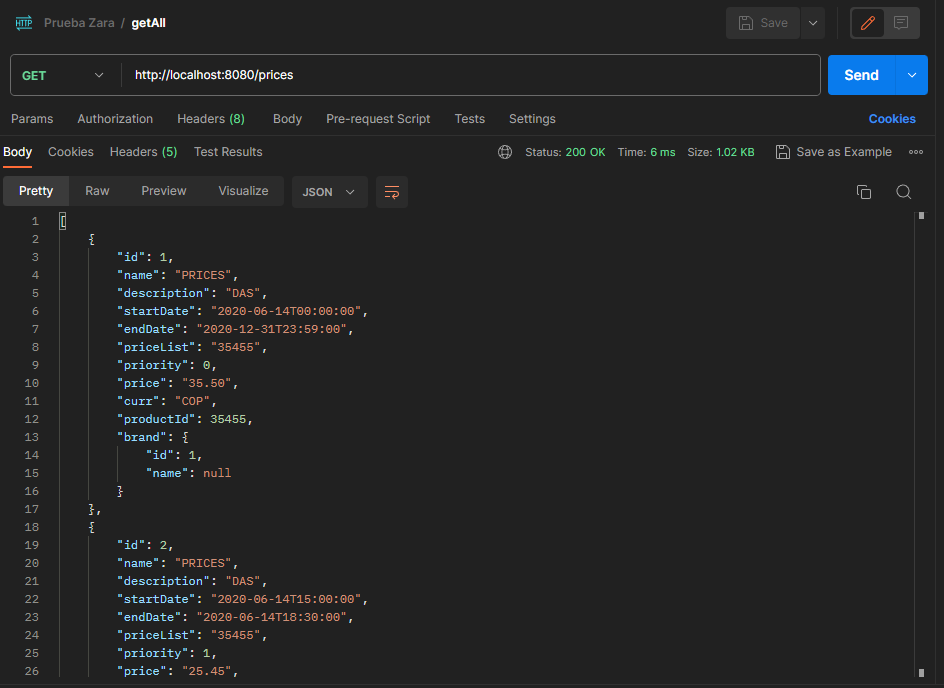 HTTP Prueba Zara / getAll Save
GET http://localhost:8080/prices Send
Params Authorization Headers (8) Body Pre-request Script Tests Settings Cookies
Body Cookies Headers (5) Test Results Status: 200 OK Time: 6 ms Size: 1.02 KB Save as Example
Pretty Raw Preview Visualize JSON
1 [
2 {
3 "id": 1,
4 "name": "PRICES",
5 "description": "DAS",
6 "startDate": "2020-06-14T00:00:00",
7 "endDate": "2020-12-31T23:59:00",
8 "priceList": "35455",
9 "priority": 0,
10 "price": "35.50",
11 "curr": "COP",
12 "productId": 35455,
13 "brand": {
14 "id": 1,
15 "name": null
16 }
17 },
18 {
19 "id": 2,
20 "name": "PRICES",
21 "description": "DAS",
22 "startDate": "2020-06-14T15:00:00",
23 "endDate": "2020-06-14T18:30:00",
24 "priceList": "35455",
25 "priority": 1,
26 "price": "25.45",